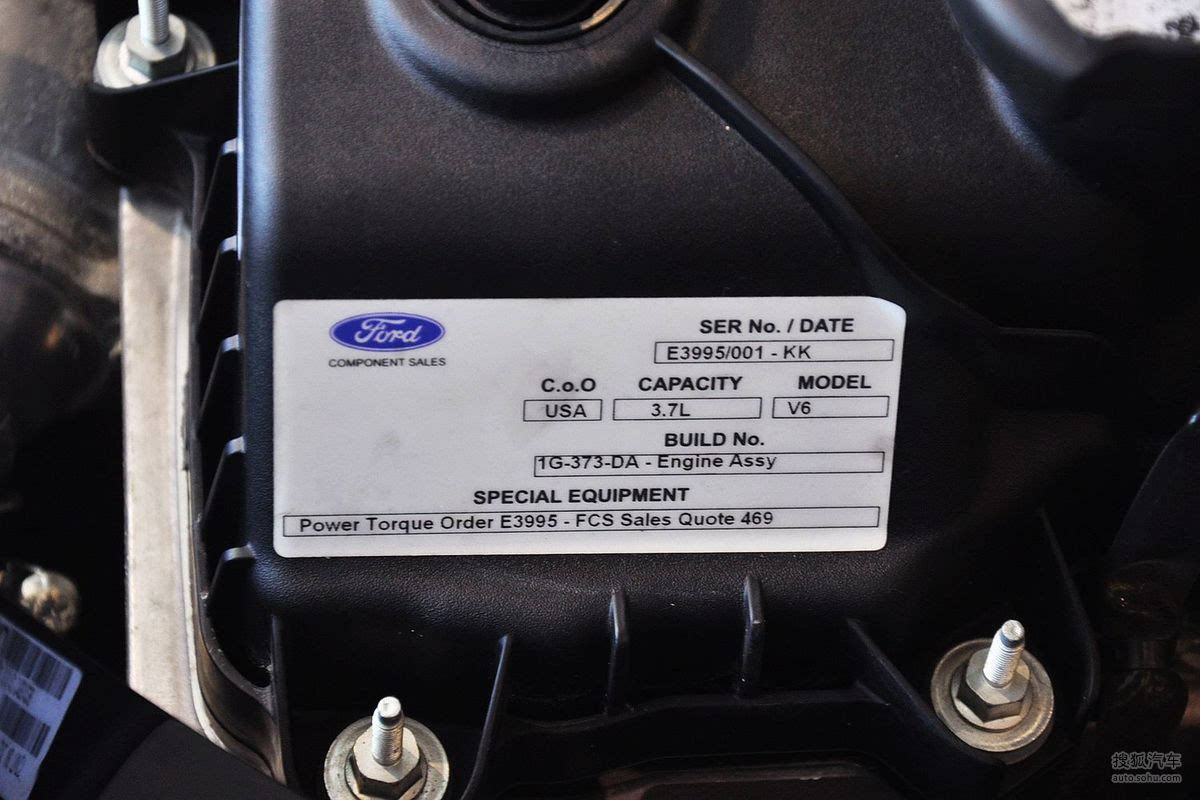 Ford
COMPONENT SALES
SER No. / DATE
E3995/001 - KK
C.o.O CAPACITY MODEL
USA 3.7L V6
BUILD No.
1G-373-DA - Engine Assy
SPECIAL EQUIPMENT
Power Torque Order E3995 - FCS Sales Quote 469
搜狐汽车
auto.sohu.com